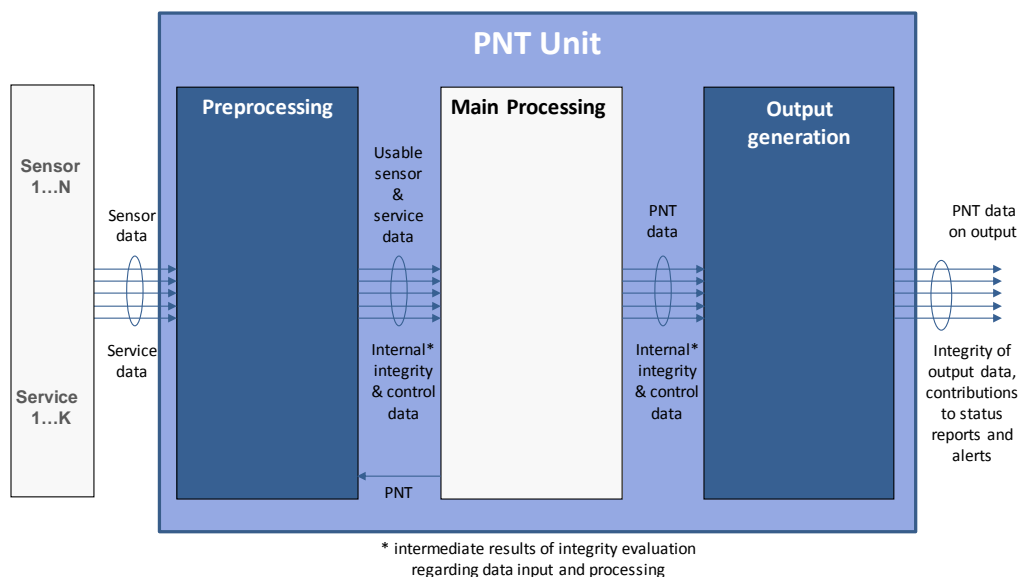 PNT Unit
Sensor
1...N
Service
1...K
Sensor
data
Service
data
Preprocessing
Usable
sensor
&
service
data
Internal*
integrity
& control
data
PNT
Main Processing
PNT
data
Internal*
integrity
& control
data
Output
generation
PNT data
on output
Integrity of
output data,
contributions
to status
reports and
alerts
* intermediate results of integrity evaluation
regarding data input and processing